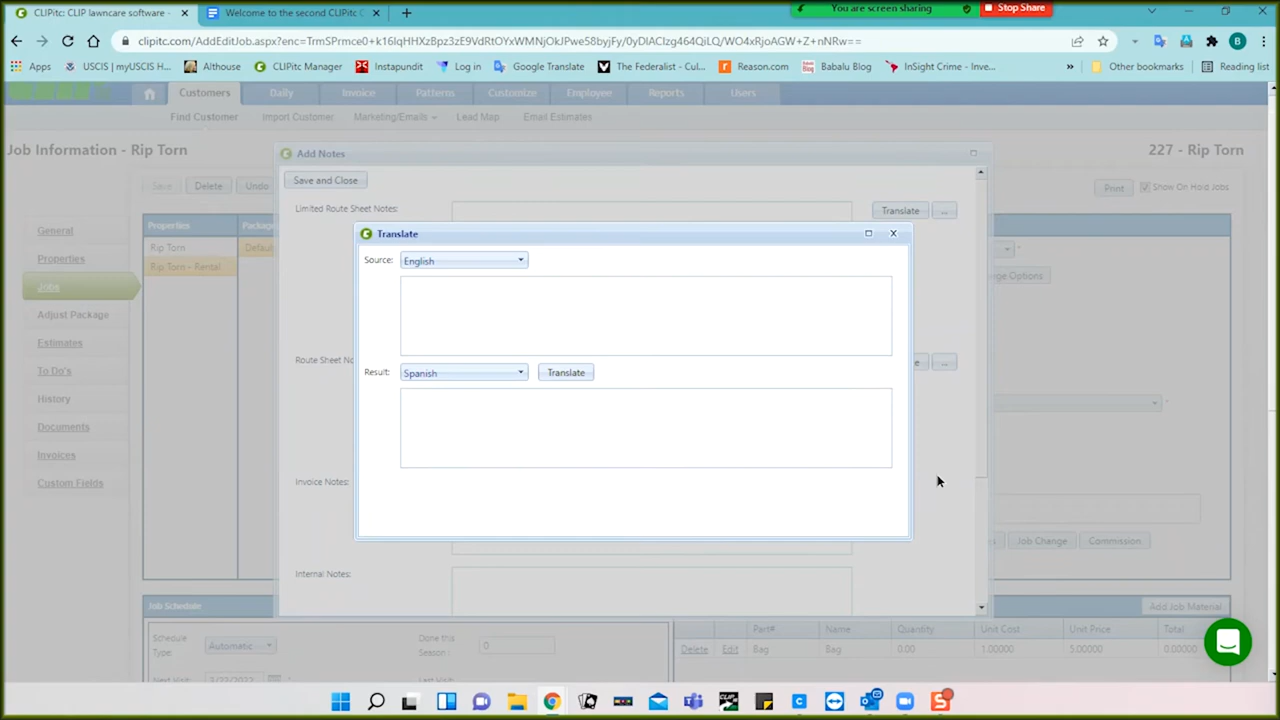 CLIPitc: CLIP lawncare software -
Welcome to the second CLIPitc C
You are screen sharing
Stop Share
clipitc.com/AddEditJob.aspx?enc=TrmSPrmce0+k16IqHHXzBpz3zE9VdRtOYxWMNjOkJPwe58byjFy/0yDIACIzg464QiLQ/WO4xRjoAGW+Z+nNRw==
B
Apps
USCIS | myUSCIS H...
Althouse
CLIPitc Manager
Instapundit
Log in
Google Translate
The Federalist - Cul...
Reason.com
Babalu Blog
InSight Crime - Inve...
»
Other bookmarks
Reading list
Customers
Daily
Invoice
Patterns
Customize
Employee
Reports
Users
Find Customer
Import Customer
Marketing/Emails
Lead Map
Email Estimates
Job Information - Rip Torn
227 - Rip Torn
Save
Delete
Undo
Print
Show On Hold Jobs
General
Properties
Jobs
Adjust Package
Estimates
To Do's
History
Documents
Invoices
Custom Fields
Properties
Rip Torn
Rip Torn - Rental
Add Notes
Save and Close
Limited Route Sheet Notes:
Translate
...
Route Sheet No
...
Invoice Notes:
Internal Notes:
Translate
Source:
English
Result:
Spanish
Translate
ge Options
Job Change
Commission
Job Schedule
Schedule
Type:
Automatic
Done this
Season:
0
Add Job Material
Part#
Name
Quantity
Unit Cost
Unit Price
Total
Delete
Edit
Bag
Bag
0.00
1.00000
5.00000
0.00000